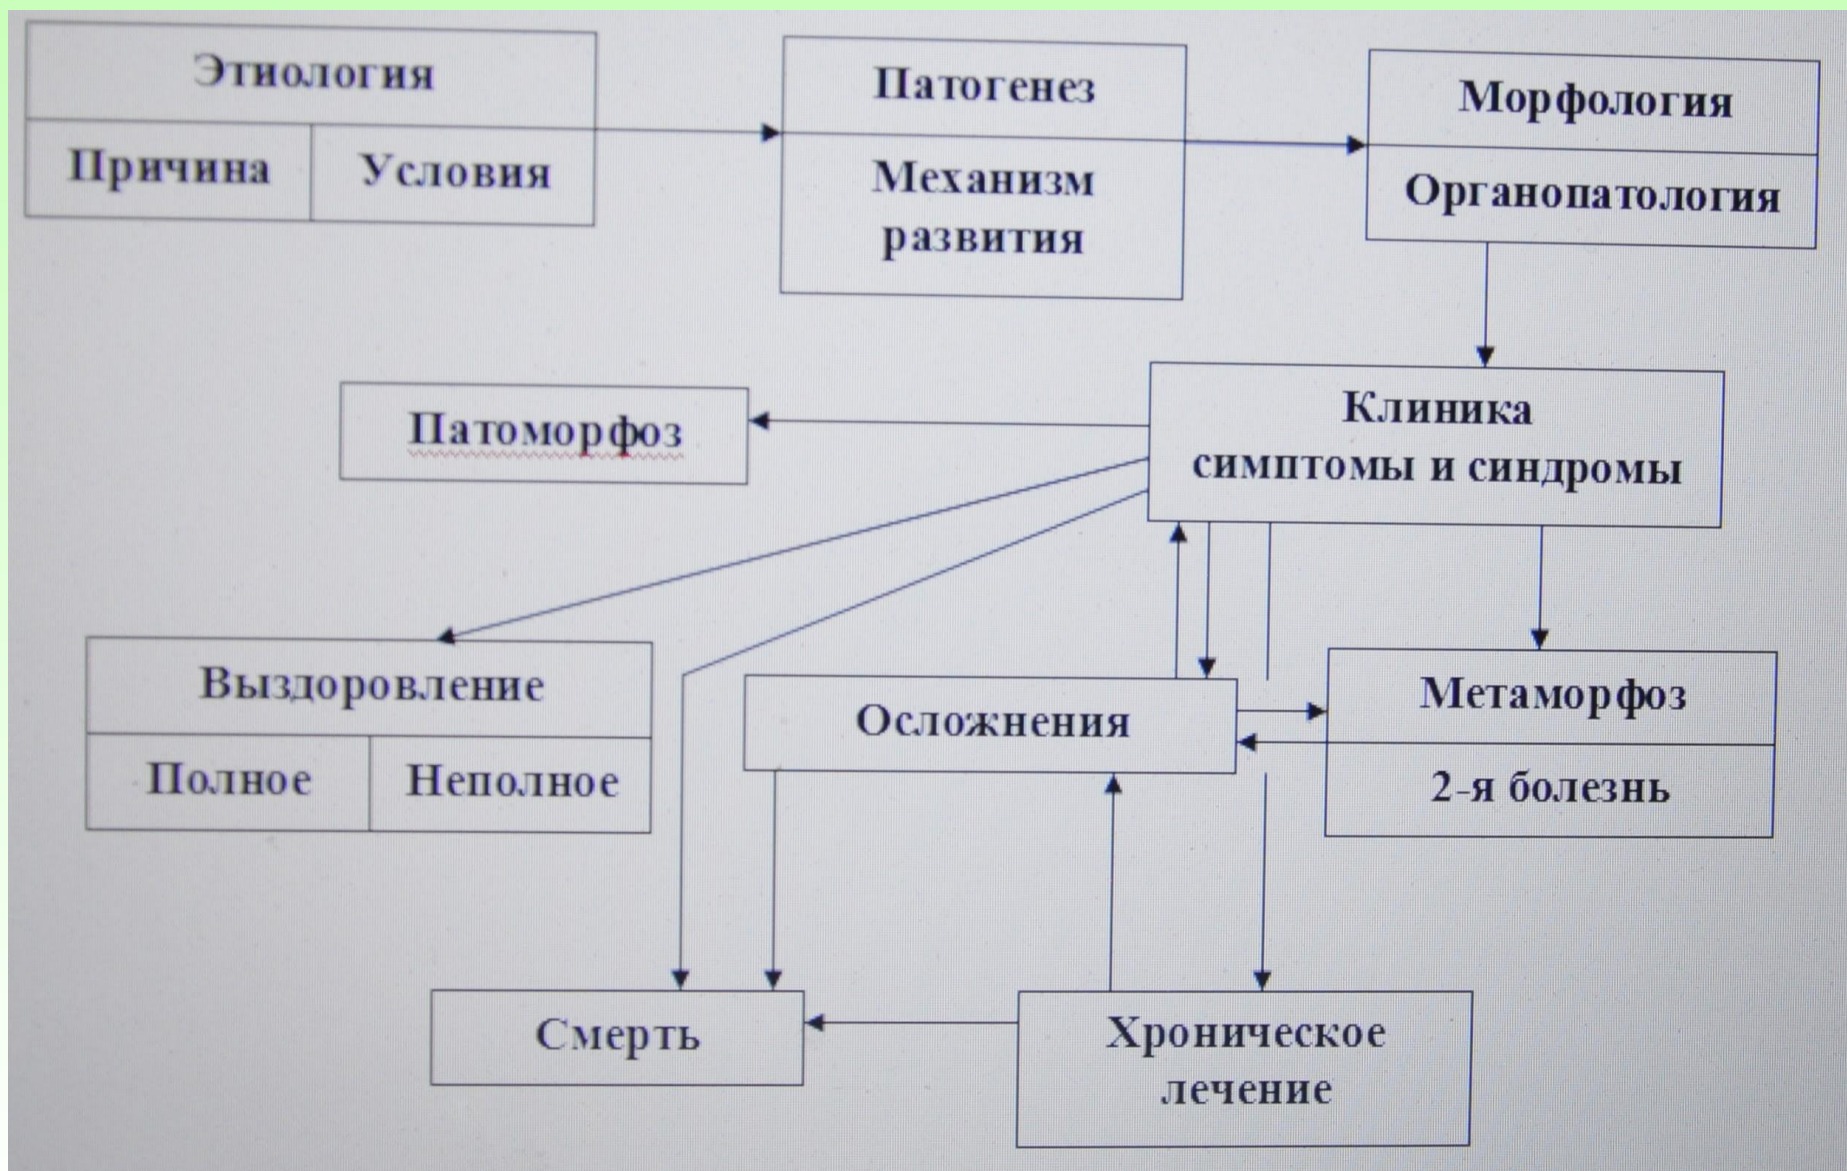 Этиология
Причина
Условия
Патогенез
Механизм
развития
Морфология
Органопатология
Патоморфоз
Клиника
симптомы и синдромы
Выздоровление
Полное
Неполное
Осложнения
Метаморфоз
2-я болезнь
Смерть
Хроническое
лечение